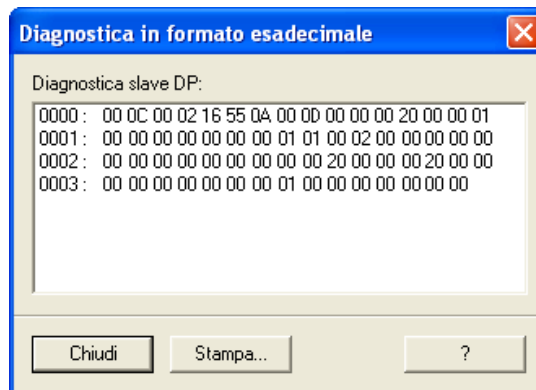 Diagnostica in formato esadecimale
Diagnostica slave DP:
0000 : 00 0C 00 02 16 55 0A 00 0D 00 00 00 20 00 00 01
0001 : 00 00 00 00 00 00 00 01 01 00 02 00 00 00 00 00
0002 : 00 00 00 00 00 00 00 00 00 20 00 00 00 20 00 00
0003 : 00 00 00 00 00 00 00 01 00 00 00 00 00 00 00
Chiudi
Stampa...
?